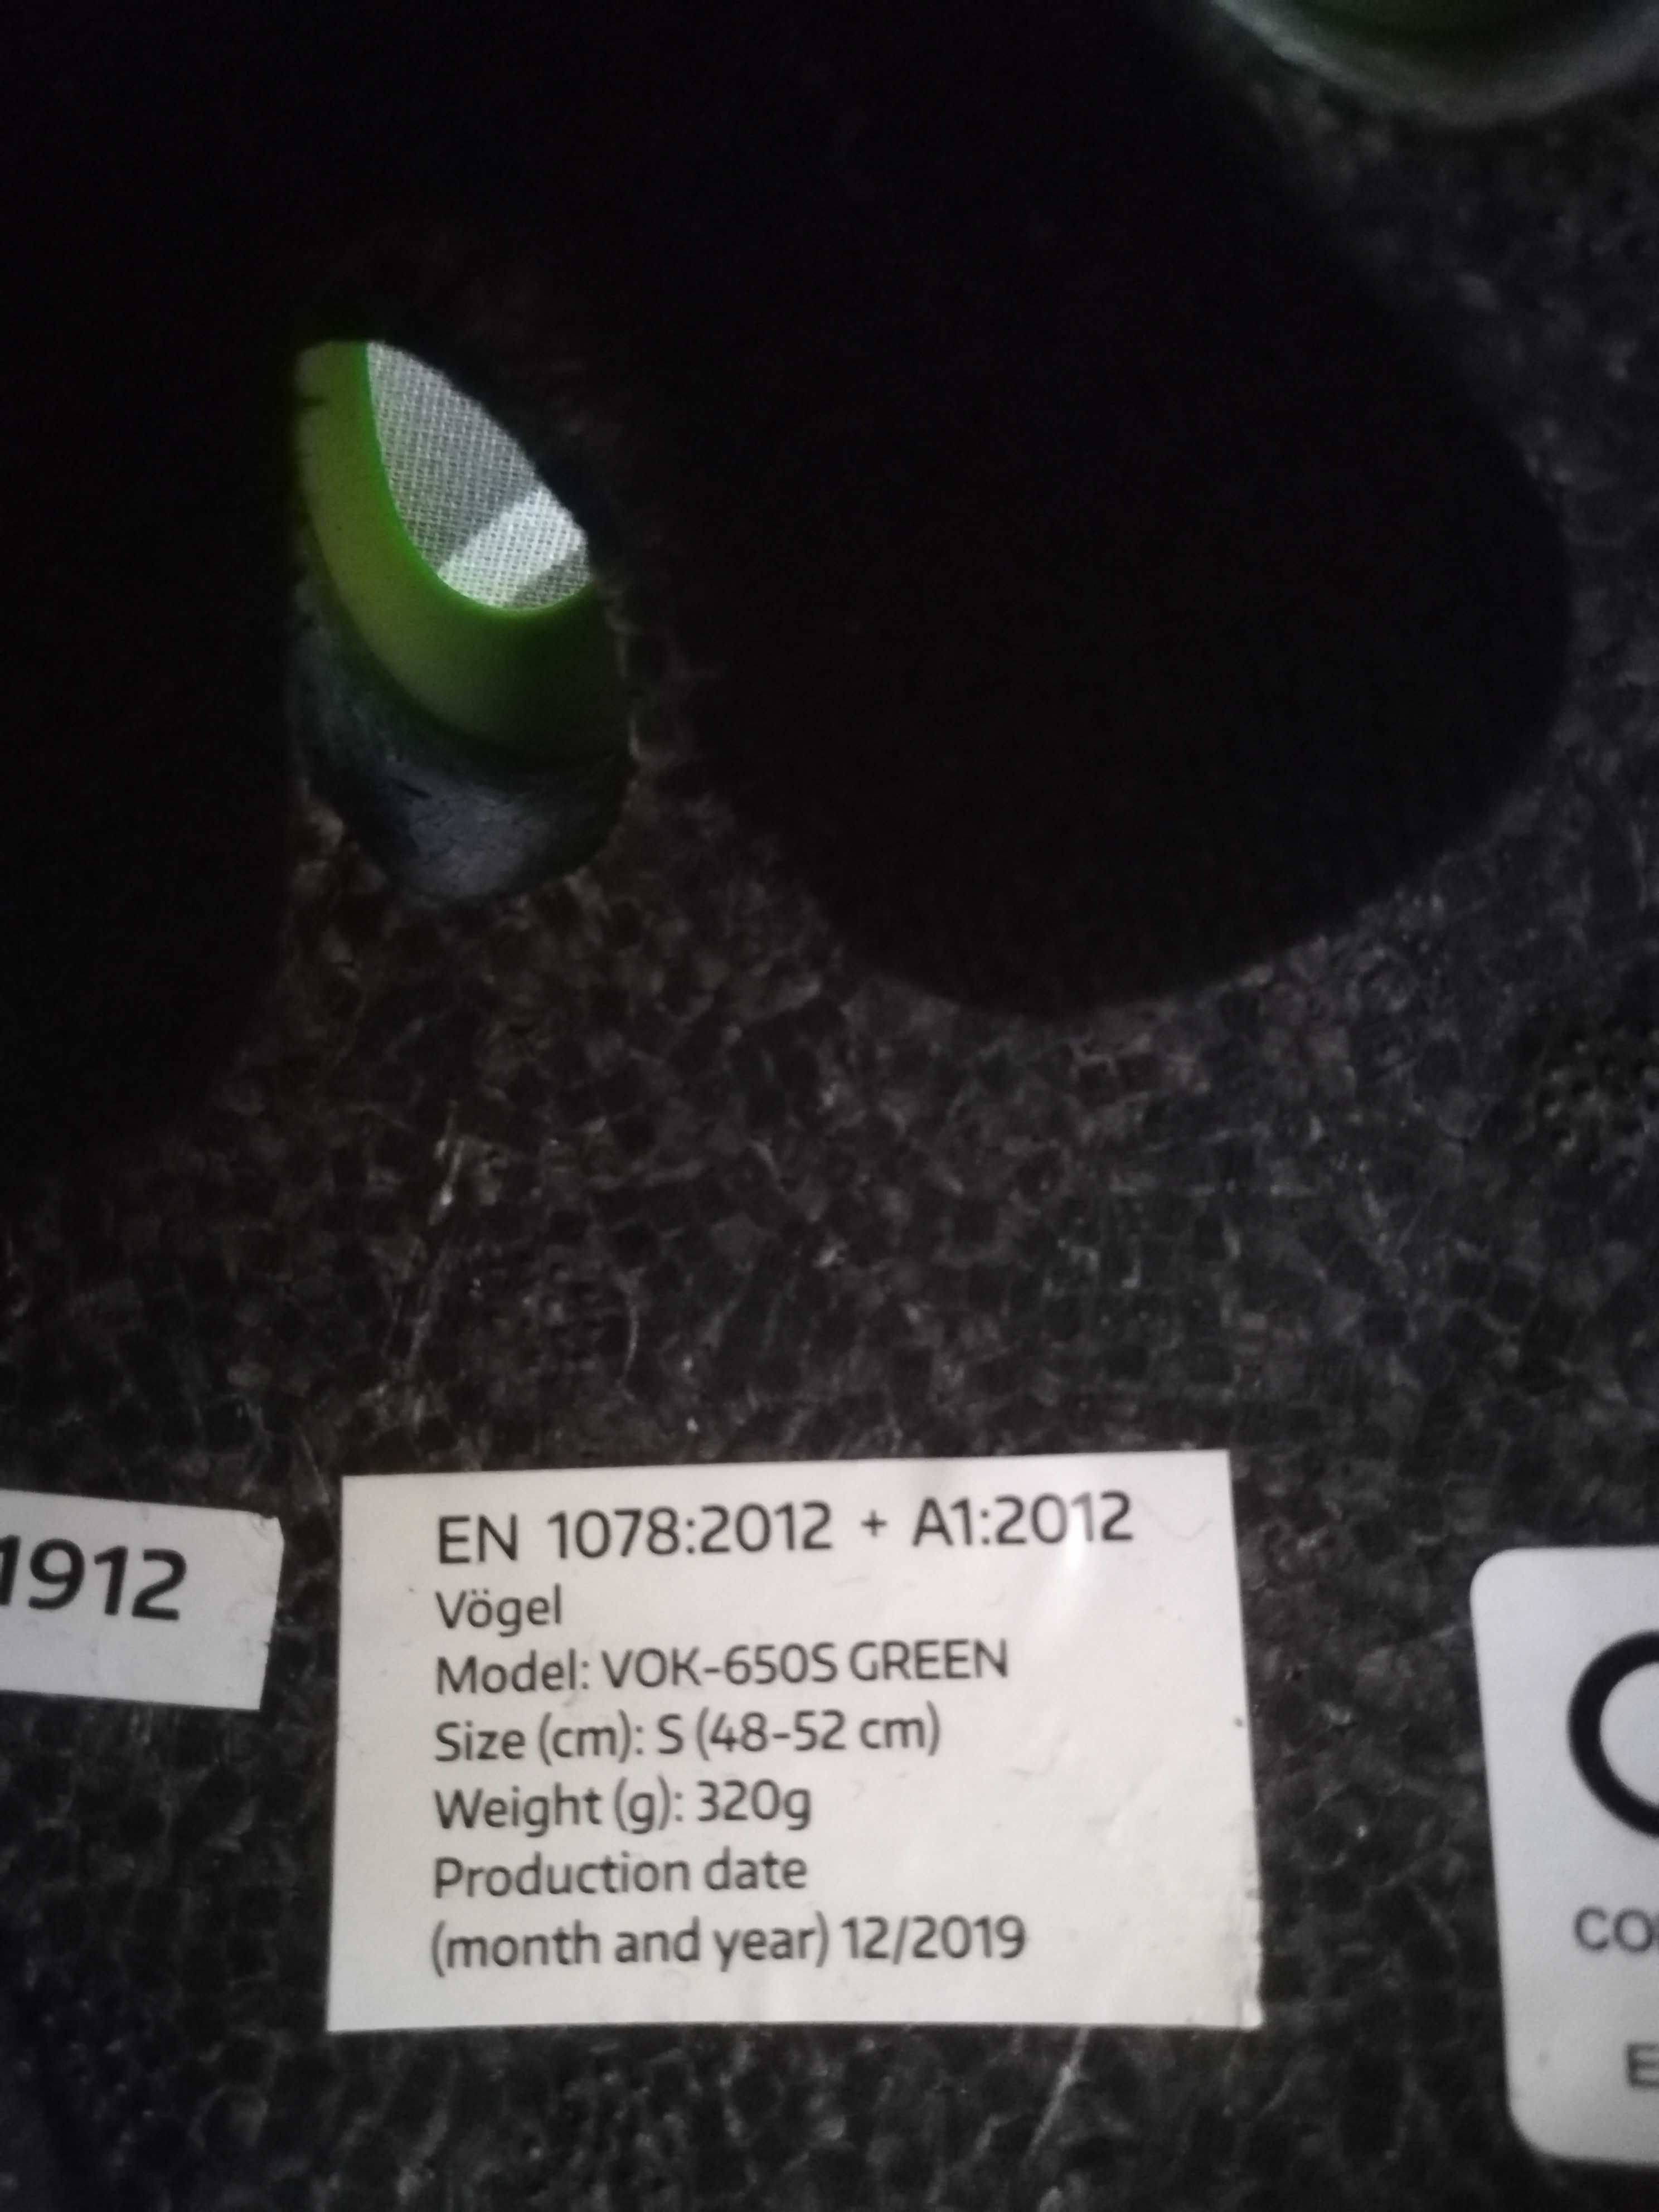 1912
EN 1078:2012 + A1:2012
Vögel
Model: VOK-650S GREEN
Size (cm): S (48-52 cm)
Weight (g): 320g
Production date
(month and year) 12/2019